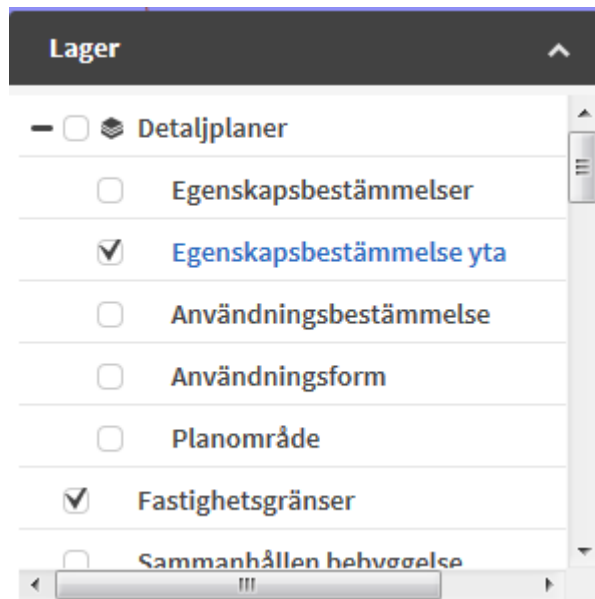 Lager
Detaljplaner
Egenskapsbestämmelser
Egenskapsbestämmelse yta
Användningsbestämmelse
Användningsform
Planområde
Fastighetsgränser
Sammanhållen bebyggelse